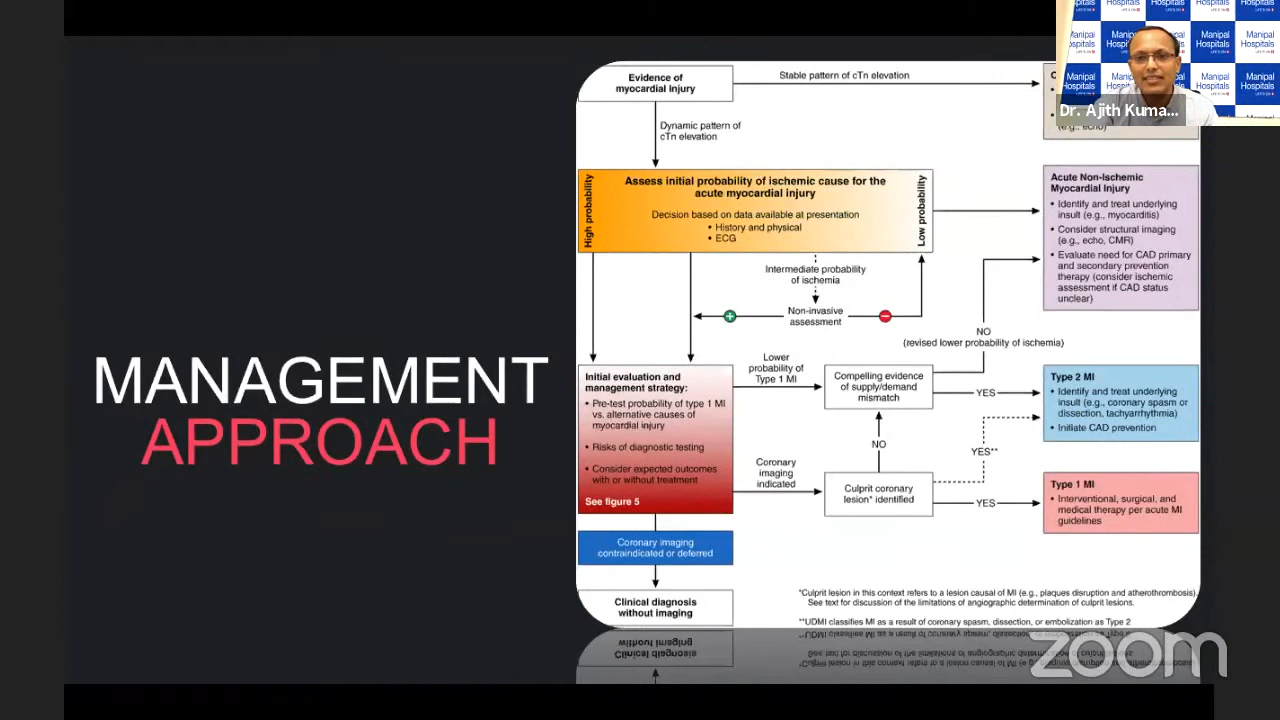 MANAGEMENT
APPROACH
Evidence of
myocardial injury
Stable pattern of cTn elevation
Dynamic pattern of
cTn elevation
High probability
Assess initial probability of ischemic cause for the
acute myocardial injury
Decision based on data available at presentation
• History and physical
• ECG
Low probability
Intermediate probability
of ischemia
Non-invasive
assessment
(e.g., echo)
Acute Non-Ischemic
Myocardial Injury
• Identify and treat underlying
insult (e.g., myocarditis)
• Consider structural imaging
(e.g., echo, CMR)
• Evaluate need for CAD primary
and secondary prevention
therapy (consider ischemic
assessment if CAD status
unclear)
NO
(revised lower probability of ischemia)
Initial evaluation and
management strategy:
• Pre-test probability of type 1 MI
vs. alternative causes of
myocardial injury
• Risks of diagnostic testing
• Consider expected outcomes
with or without treatment
See figure 5
Lower
probability of
Type 1 MI
Compelling evidence
of supply/demand
mismatch
YES
Type 2 MI
• Identify and treat underlying
insult (e.g., coronary spasm or
dissection, tachyarrhythmia)
• Initiate CAD prevention
NO
YES**
Coronary
imaging
indicated
Culprit coronary
lesion* identified
YES
Type 1 MI
• Interventional, surgical, and
medical therapy per acute MI
guidelines
Coronary imaging
contraindicated or deferred
Clinical diagnosis
without imaging
*Culprit lesion in this context refers to a lesion causal of MI (e.g., plaques disruption and atherothrombosis).
See text for discussion of the limitations of angiographic determination of culprit lesions.
**UDMI classifies MI as a result of coronary spasm, dissection, or embolization as Type 2
Manipal
Hospitals
LIFE'S ON
Dr. Ajith Kuma...
zoom